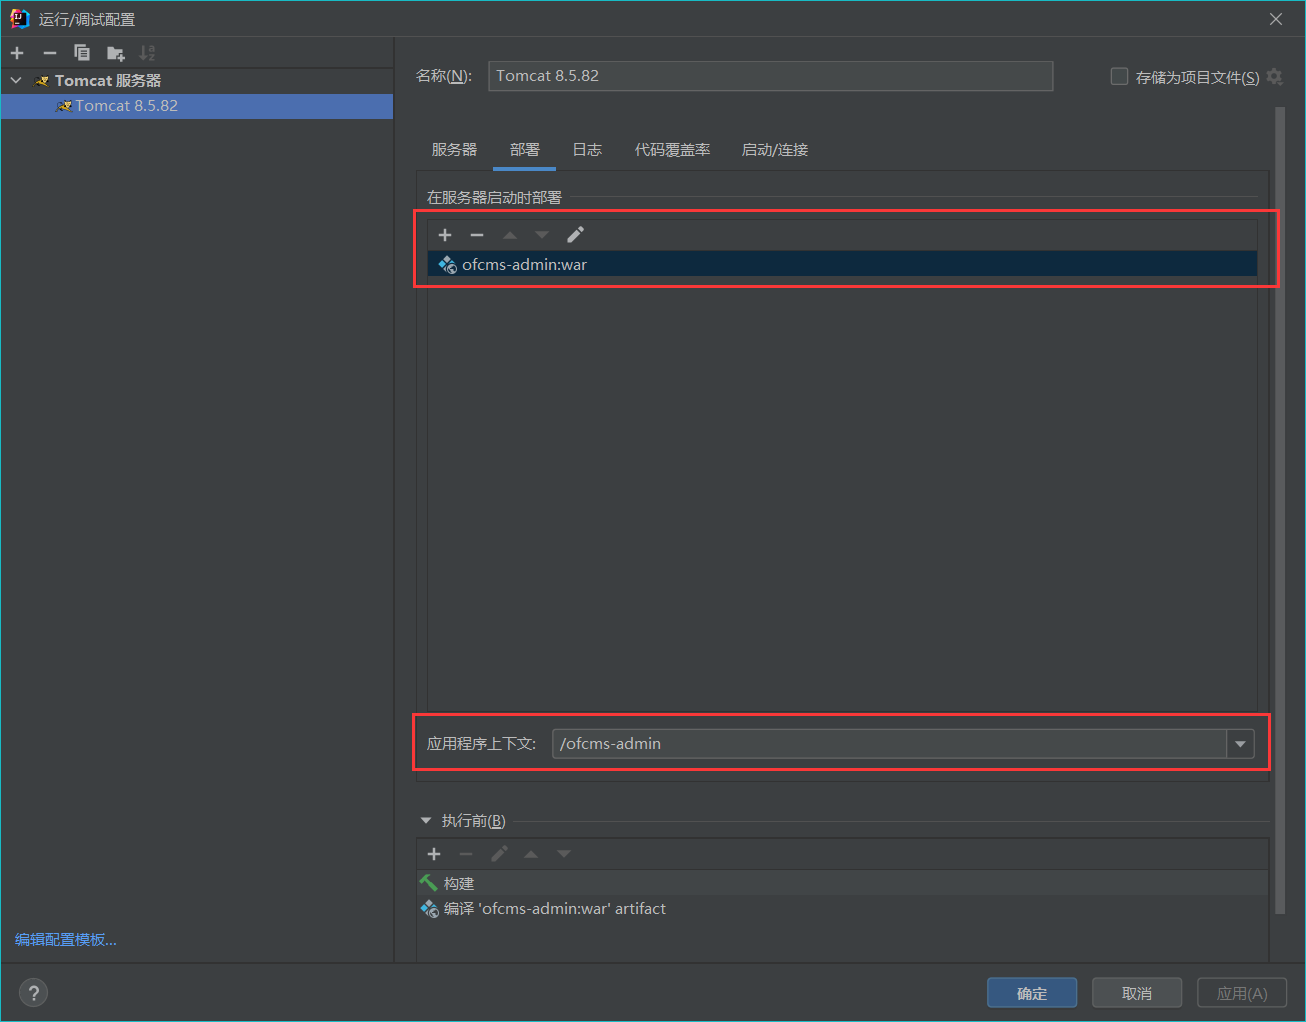 运行/调试配置
Tomcat 服务器
Tomcat 8.5.82
名称(N):
Tomcat 8.5.82
存储为项目文件(S)
服务器 部署 日志 代码覆盖率 启动/连接
在服务器启动时部署
ofcms-admin:war
应用程序上下文: /ofcms-admin
执行前(B)
构建
编译 'ofcms-admin:war' artifact
编辑配置模板...
?
确定 取消 应用(A)